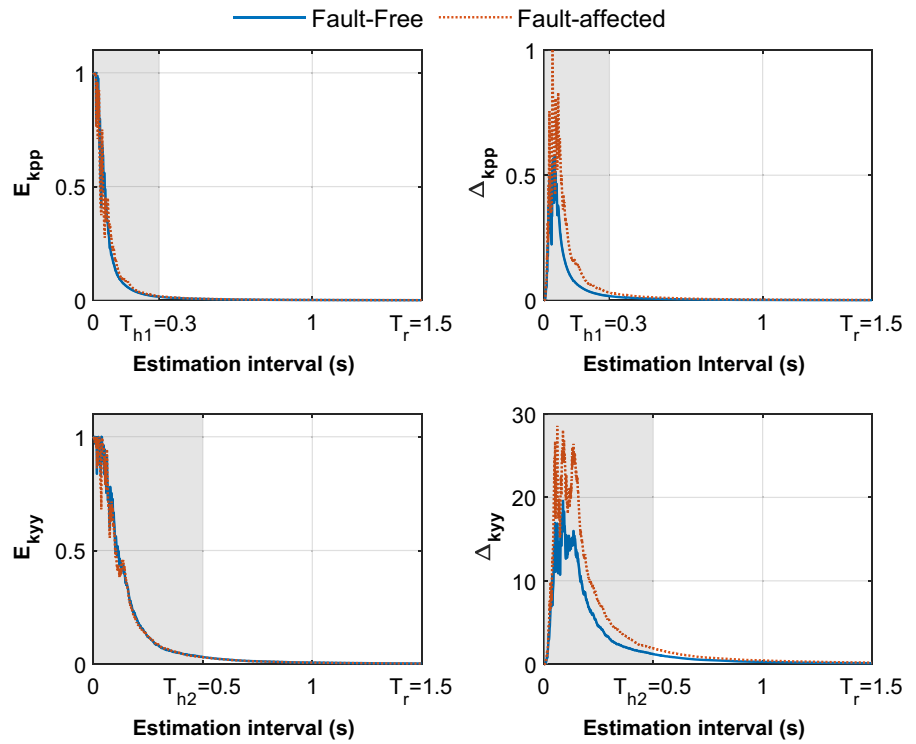 Fault-Free Fault-affected
1
0.5
0
E_kpp
0 T_h1=0.3 1 T_r=1.5
Estimation interval (s)
1
0.5
0
Δ_kpp
0 T_h1=0.3 1 T_r=1.5
Estimation Interval (s)
1
0.5
0
E_kyy
0 T_h2=0.5 1 T_r=1.5
Estimation interval (s)
30
20
10
0
Δ_kyy
0 T_h2=0.5 1 T_r=1.5
Estimation interval (s)